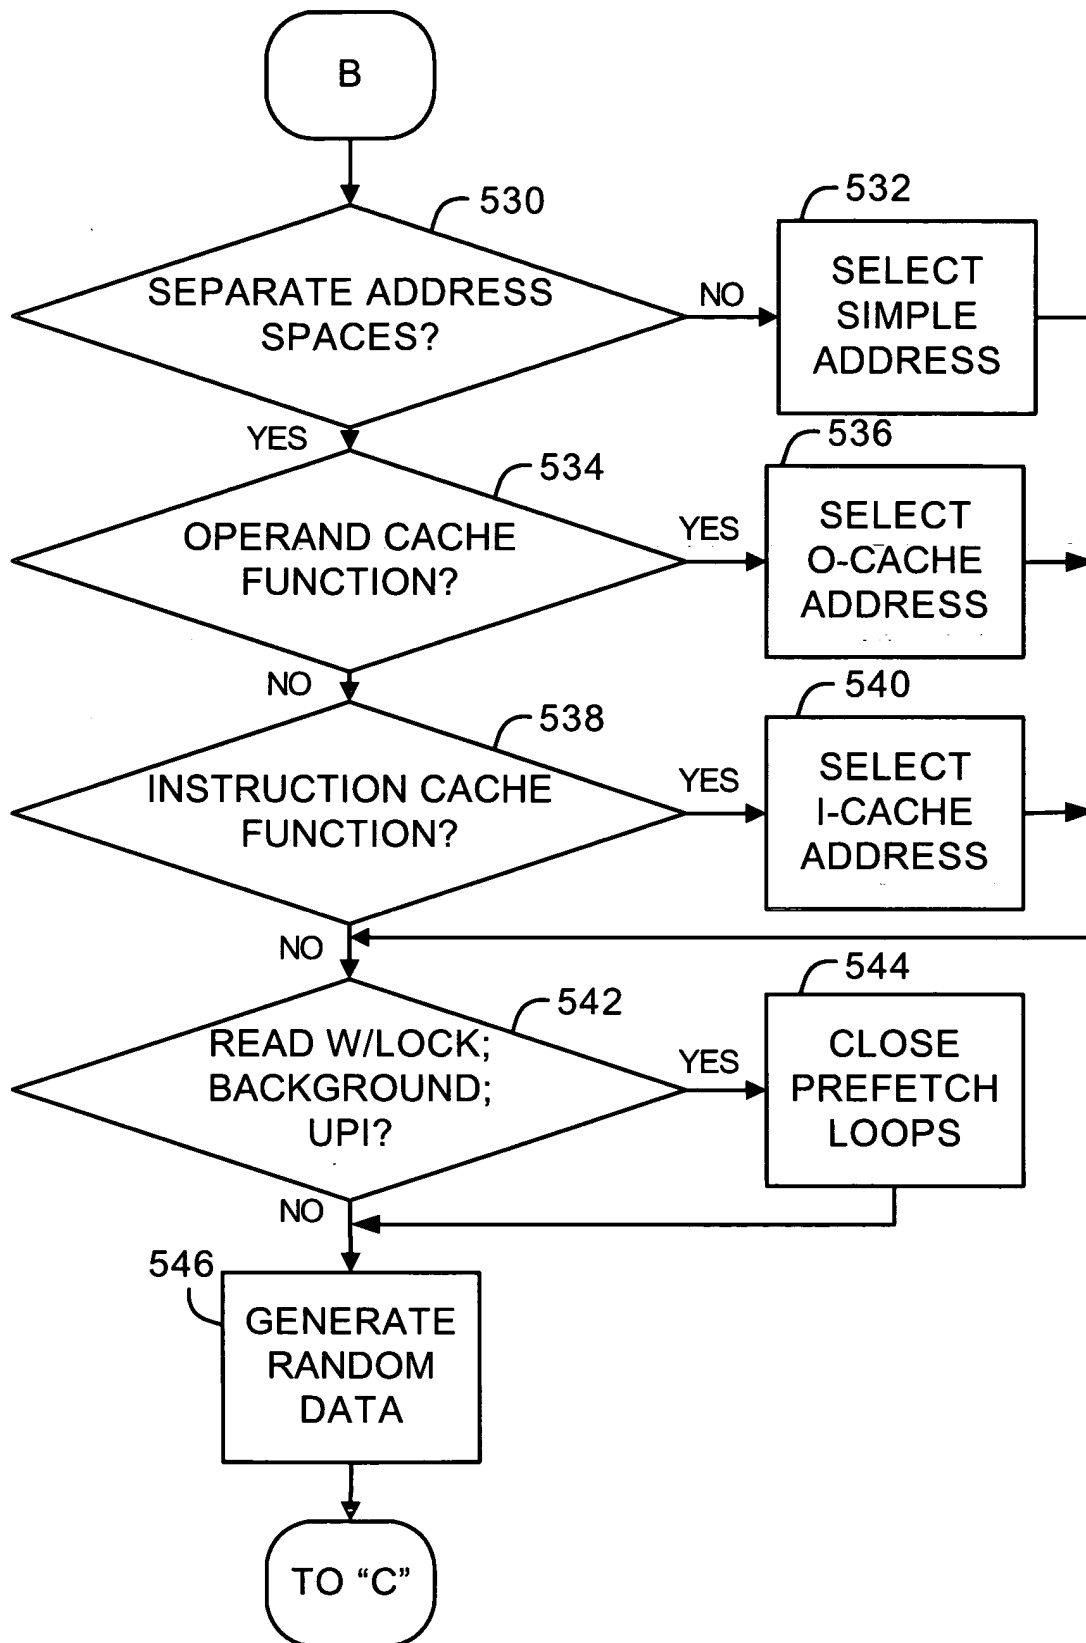 B
530
SEPARATE ADDRESS
SPACES?
NO
532
SELECT
SIMPLE
ADDRESS
YES
534
OPERAND CACHE
FUNCTION?
YES
536
SELECT
O-CACHE
ADDRESS
NO
538
INSTRUCTION CACHE
FUNCTION?
YES
540
SELECT
I-CACHE
ADDRESS
NO
542
READ W/LOCK;
BACKGROUND;
UPI?
YES
544
CLOSE
PREFETCH
LOOPS
NO
546
GENERATE
RANDOM
DATA
TO “C”